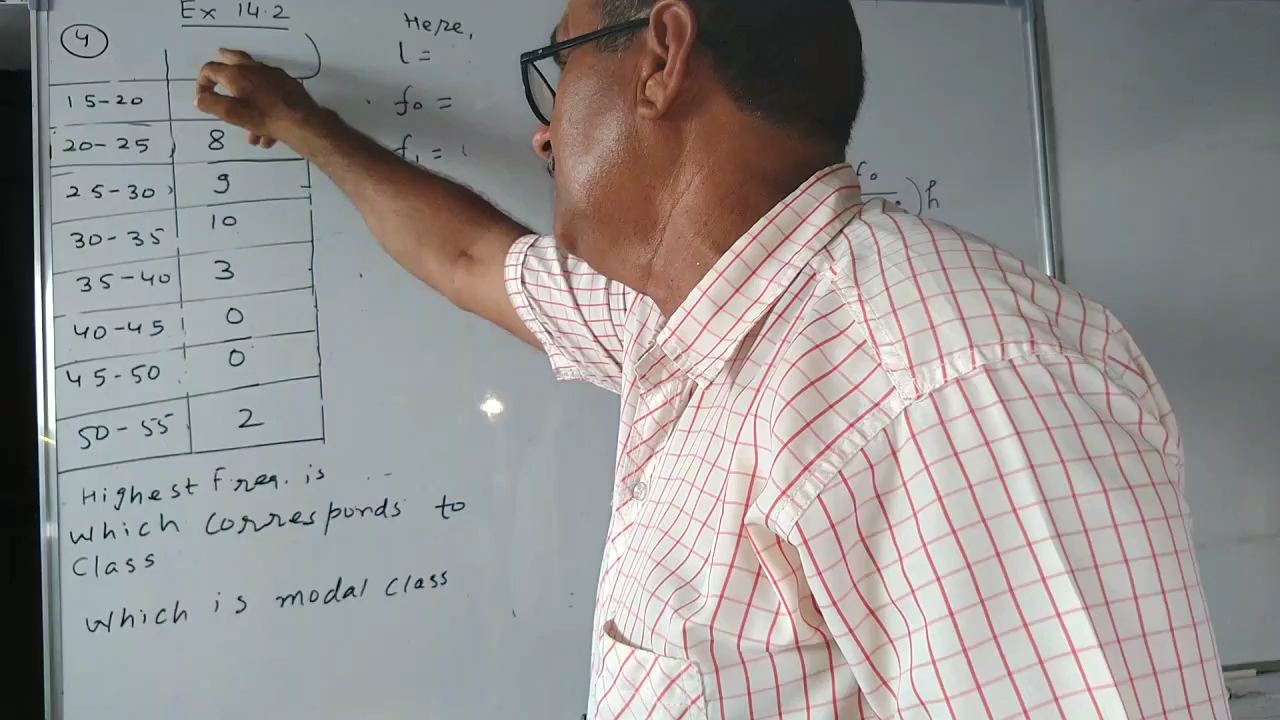 Ex 14.2
4
15-20
20-25 8
25-30 9
30-35 10
35-40 3
40-45 0
45-50 0
50-55 2
Highest Freq. is
which corresponds to
Class
which is modal class
Here,
l =
f₀ =
f₁ =
f₀
)h